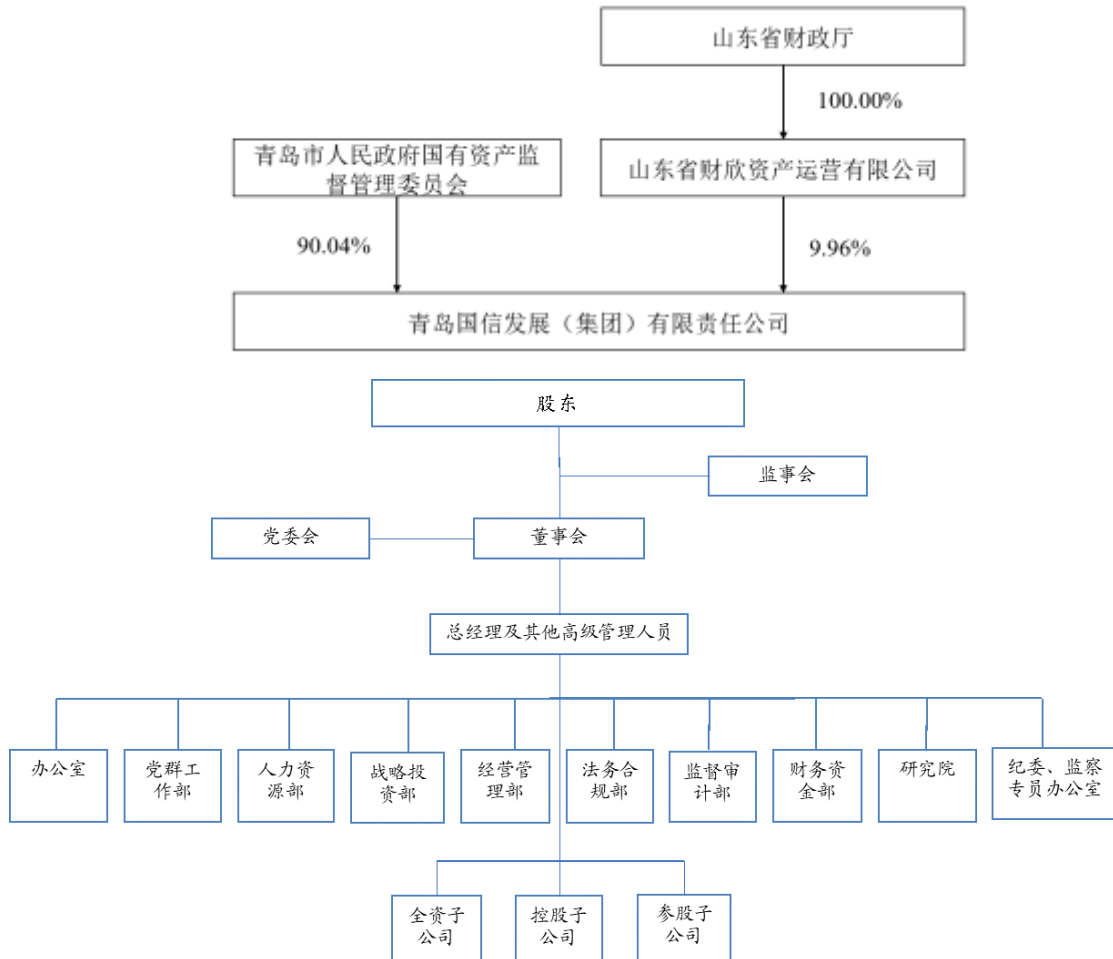 山东省财政厅
100.00%
青岛市人民政府国有资产监
督管理委员会
山东省财欣资产运营有限公司
90.04%
9.96%
青岛国信发展（集团）有限责任公司
股东
监事会
党委会
董事会
总经理及其他高级管理人员
办公室
党群工
作部
人力资
源部
战略投
资部
经营管
理部
法务合
规部
监督审
计部
财务资
金部
研究院
纪委、监察
专员办公室
全资子
公司
控股子
公司
参股子
公司